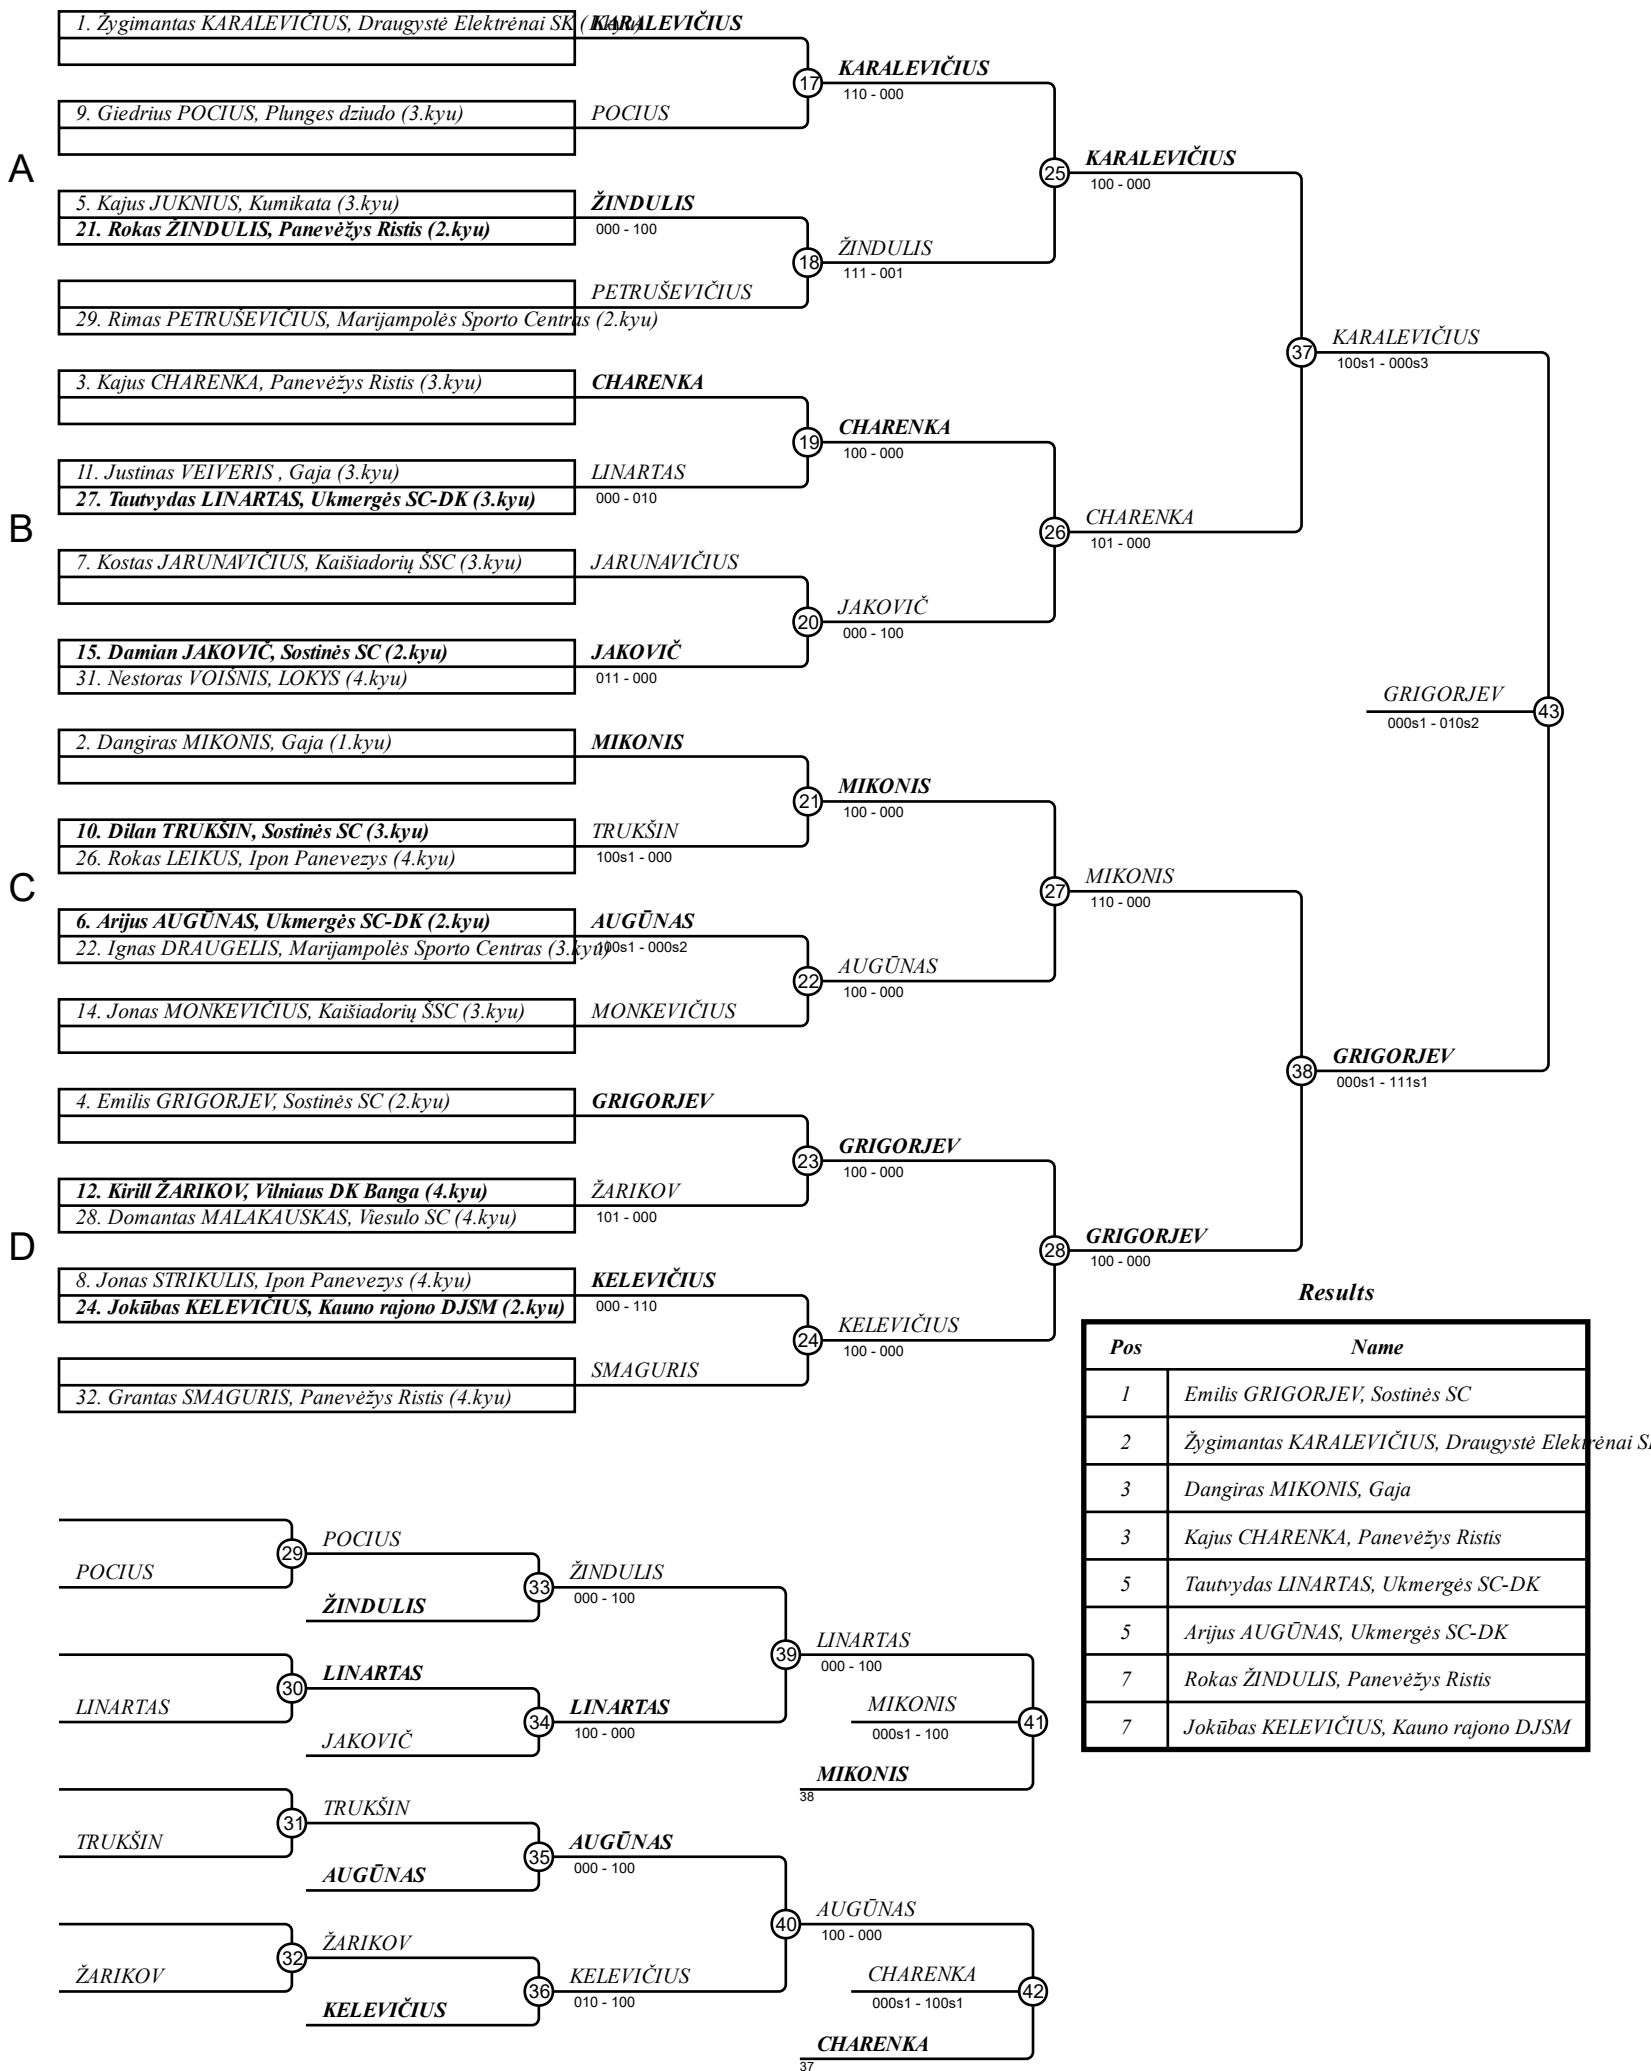 1. Žygimantas KARALEVIČIUS, Draugystė Elektrėnai SK
KARALEVIČIUS
17
KARALEVIČIUS
110 - 000
9. Giedrius POCIUS, Plunges dziudo (3.kyu)
POCIUS
A
25
KARALEVIČIUS
100 - 000
5. Kajus JUKNIUS, Kumikata (3.kyu)
21. Rokas ŽINDULIS, Panevėžys Ristis (2.kyu)
ŽINDULIS
000 - 100
18
ŽINDULIS
111 - 001
PETRUŠEVIČIUS
29. Rimas PETRUŠEVIČIUS, Marijampolės Sporto Centras (2.kyu)
37
KARALEVIČIUS
100s1 - 000s3
3. Kajus CHARENKA, Panevėžys Ristis (3.kyu)
CHARENKA
19
CHARENKA
100 - 000
11. Justinas VEIVERIS , Gaja (3.kyu)
27. Tautvydas LINARTAS, Ukmergės SC-DK (3.kyu)
LINARTAS
000 - 010
B
26
CHARENKA
101 - 000
7. Kostas JARUNAVIČIUS, Kaišiadorių ŠSC (3.kyu)
JARUNAVIČIUS
20
JAKOVIČ
000 - 100
15. Damian JAKOVIČ, Sostinės SC (2.kyu)
31. Nestoras VOIŠNIS, LOKYS (4.kyu)
JAKOVIČ
011 - 000
GRIGORJEV
000s1 - 010s2
43
2. Dangiras MIKONIS, Gaja (1.kyu)
MIKONIS
21
MIKONIS
100 - 000
10. Dilan TRUKŠIN, Sostinės SC (3.kyu)
26. Rokas LEIKUS, Ipon Panevezys (4.kyu)
TRUKŠIN
100s1 - 000
C
27
MIKONIS
110 - 000
6. Arijus AUGŪNAS, Ukmergės SC-DK (2.kyu)
22. Ignas DRAUGELIS, Marijampolės Sporto Centras (3.kyu)
AUGŪNAS
100s1 - 000s2
22
AUGŪNAS
100 - 000
14. Jonas MONKEVIČIUS, Kaišiadorių ŠSC (3.kyu)
MONKEVIČIUS
38
GRIGORJEV
000s1 - 111s1
4. Emilis GRIGORJEV, Sostinės SC (2.kyu)
GRIGORJEV
23
GRIGORJEV
100 - 000
12. Kirill ŽARIKOV, Vilniaus DK Banga (4.kyu)
28. Domantas MALAKAUSKAS, Viesulo SC (4.kyu)
ŽARIKOV
101 - 000
D
28
GRIGORJEV
100 - 000
8. Jonas STRIKULIS, Ipon Panevezys (4.kyu)
24. Jokūbas KELEVIČIUS, Kauno rajono DJSM (2.kyu)
KELEVIČIUS
000 - 110
24
KELEVIČIUS
100 - 000
SMAGURIS
32. Grantas SMAGURIS, Panevėžys Ristis (4.kyu)
Results
Pos Name
1 Emilis GRIGORJEV, Sostinės SC
2 Žygimantas KARALEVIČIUS, Draugystė Elektrėnai
3 Dangiras MIKONIS, Gaja
3 Kajus CHARENKA, Panevėžys Ristis
5 Tautvydas LINARTAS, Ukmergės SC-DK
5 Arijus AUGŪNAS, Ukmergės SC-DK
7 Rokas ŽINDULIS, Panevėžys Ristis
7 Jokūbas KELEVIČIUS, Kauno rajono DJSM
POCIUS
29
POCIUS
ŽINDULIS
33
ŽINDULIS
000 - 100
LINARTAS
30
LINARTAS
JAKOVIČ
34
LINARTAS
100 - 000
39
LINARTAS
000 - 100
MIKONIS
000s1 - 100
41
MIKONIS
38
TRUKŠIN
31
TRUKŠIN
AUGŪNAS
35
AUGŪNAS
000 - 100
ŽARIKOV
32
ŽARIKOV
KELEVIČIUS
36
KELEVIČIUS
010 - 100
40
AUGŪNAS
100 - 000
CHARENKA
000s1 - 100s1
42
CHARENKA
37